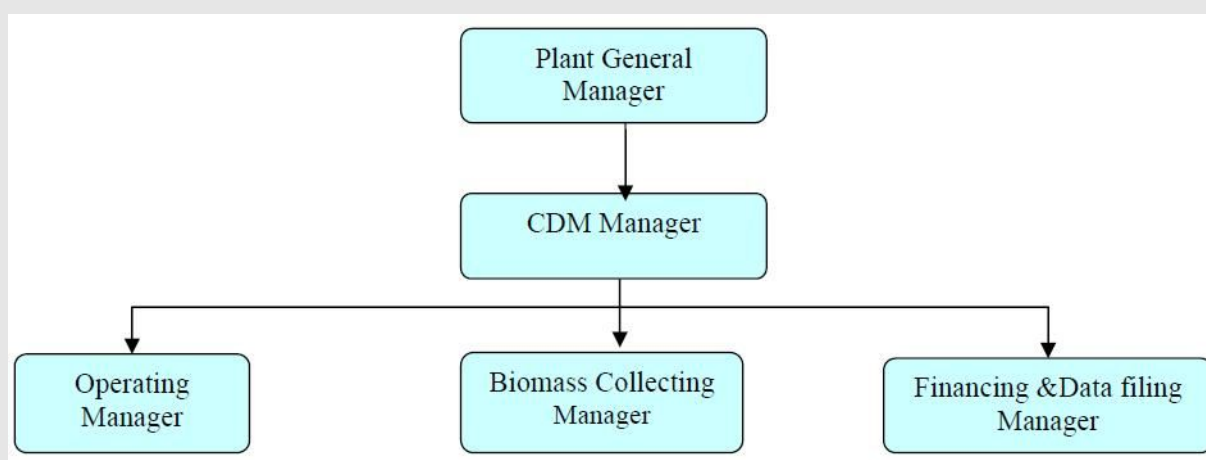 Plant General
Manager
CDM Manager
Operating
Manager
Biomass Collecting
Manager
Financing &Data filing
Manager